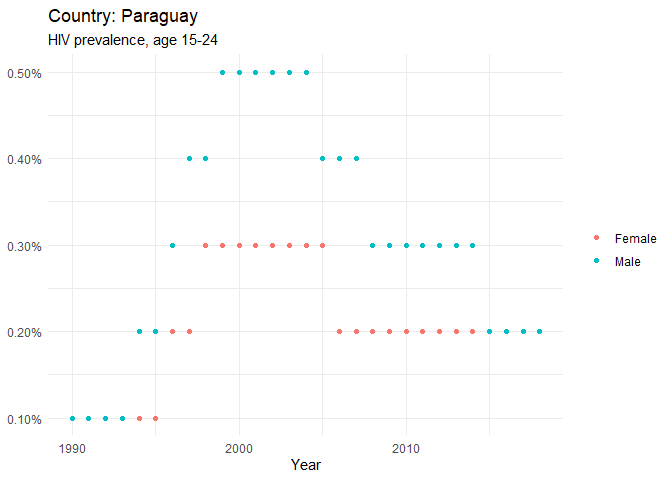 Country: Paraguay
HIV prevalence, age 15-24
0.50%
0.40%
0.30%
0.20%
0.10%
1990 2000 2010
Year
Female
Male